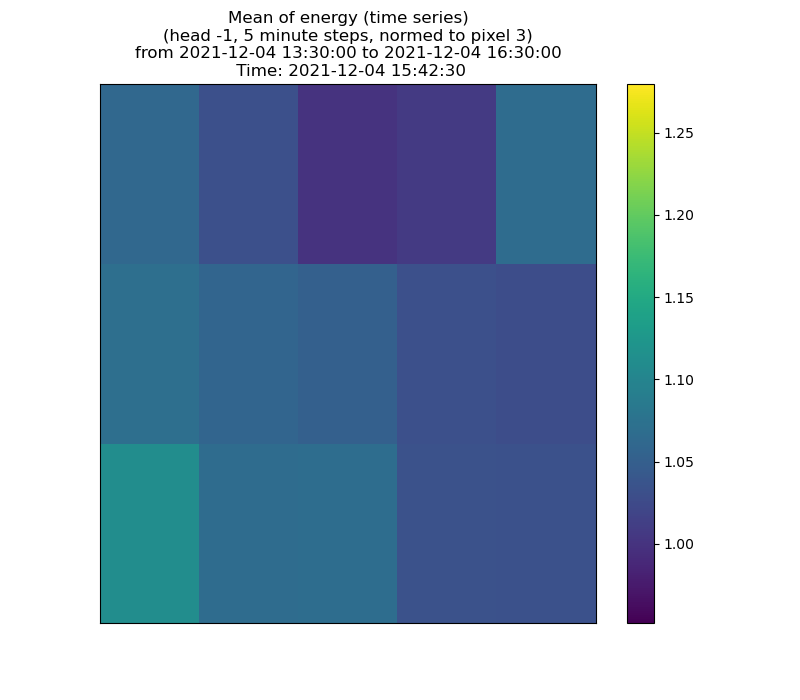 Mean of energy (time series)
(head -1, 5 minute steps, normed to pixel 3)
from 2021-12-04 13:30:00 to 2021-12-04 16:30:00
Time: 2021-12-04 15:42:30
1.25
1.20
1.15
1.10
1.05
1.00